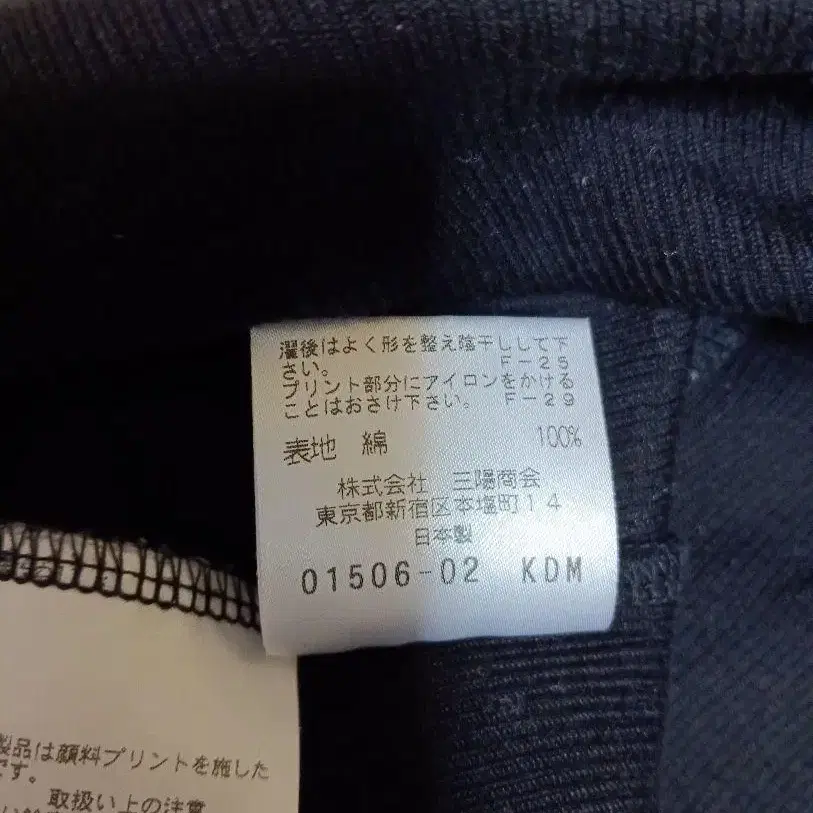 濯後はよく形を整え陰干しして下
さい。 F-25
プリント部分にアイロンをかける
ことはおさけ下さい。 F-29
表地 綿 100%
株式会社 三陽商会
東京都新宿区本塩町14
日本製
01506-02 KDM
製品は顔料プリントを施した
です。
取扱い上の注意